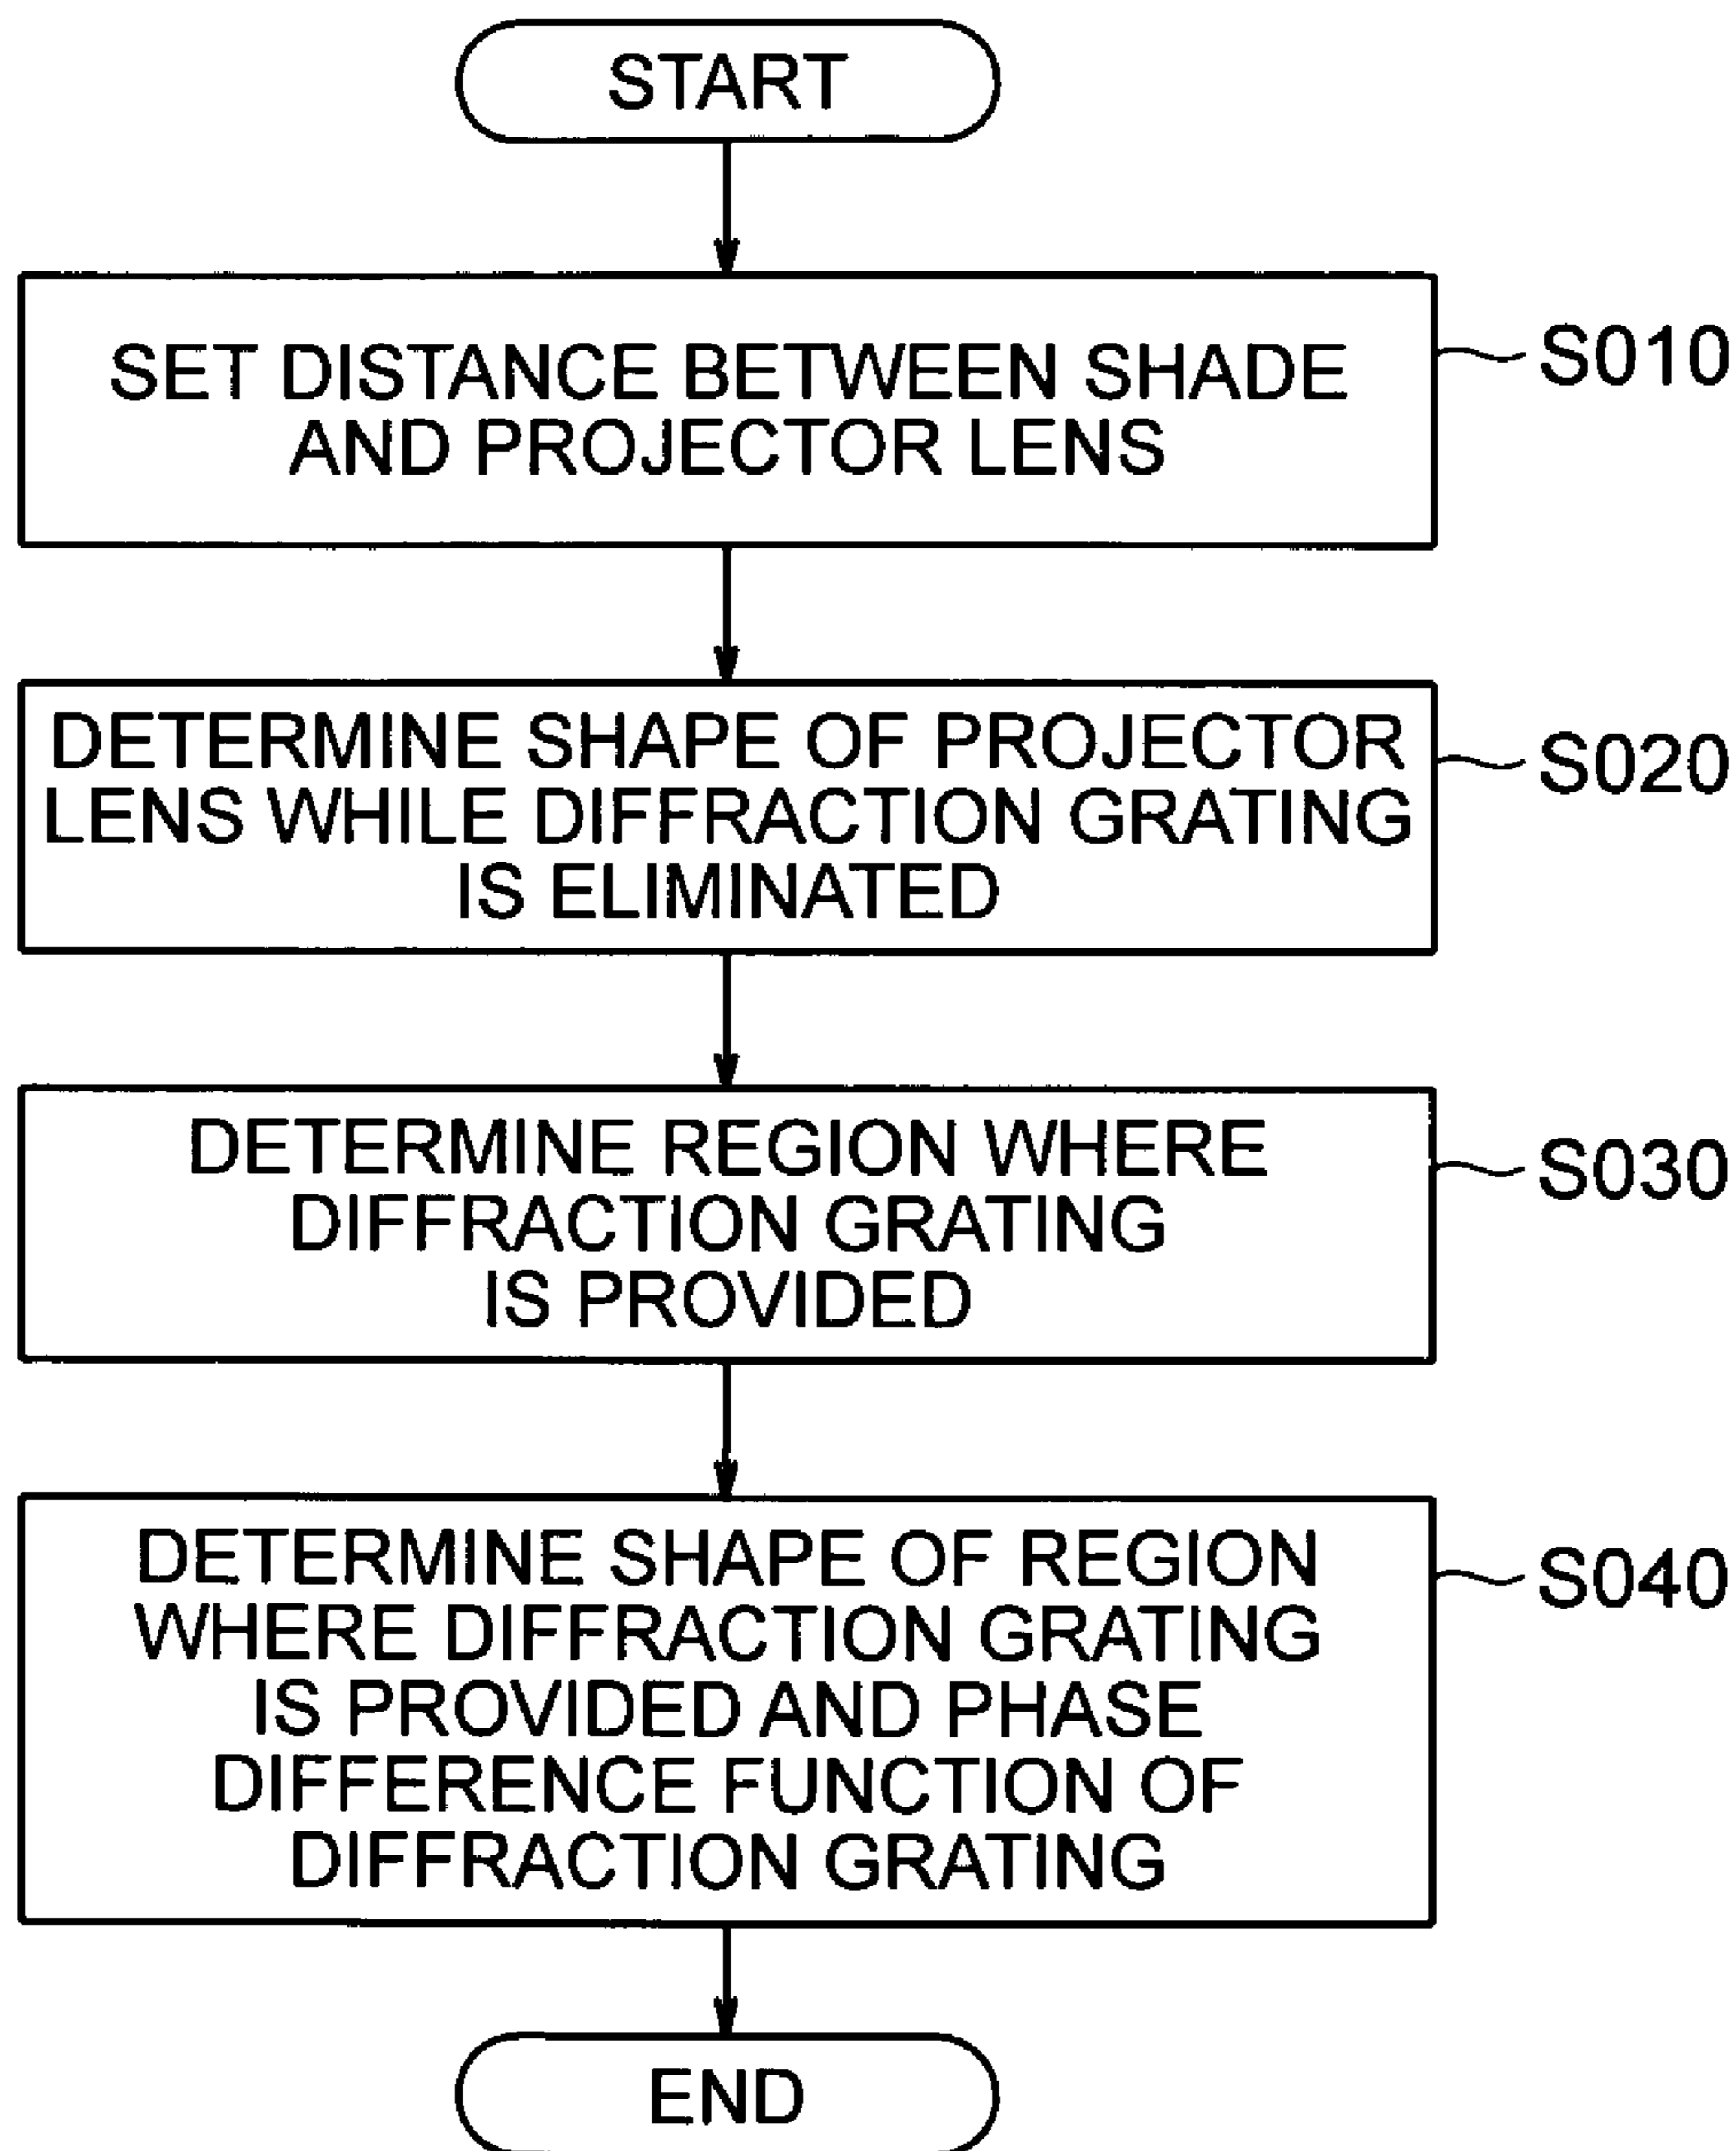 START
SET DISTANCE BETWEEN SHADE
AND PROJECTOR LENS
S010
DETERMINE SHAPE OF PROJECTOR
LENS WHILE DIFFRACTION GRATING
IS ELIMINATED
S020
DETERMINE REGION WHERE
DIFFRACTION GRATING
IS PROVIDED
S030
DETERMINE SHAPE OF REGION
WHERE DIFFRACTION GRATING
IS PROVIDED AND PHASE
DIFFERENCE FUNCTION OF
DIFFRACTION GRATING
S040
END